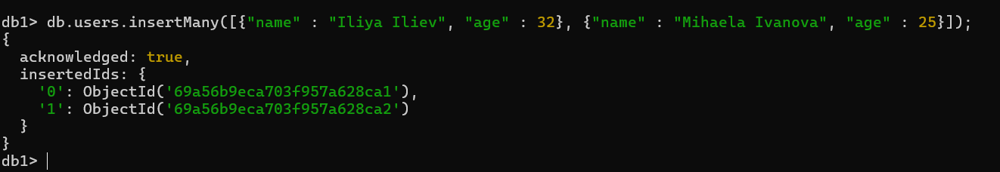 db1> db.users.insertMany([{"name" : "Iliya Iliev", "age" : 32}, {"name" : "Mihaela Ivanova", "age" : 25}]);
{
  acknowledged: true,
  insertedIds: {
    '0': ObjectId('69a56b9eca703f957a628ca1'),
    '1': ObjectId('69a56b9eca703f957a628ca2')
  }
}
db1>